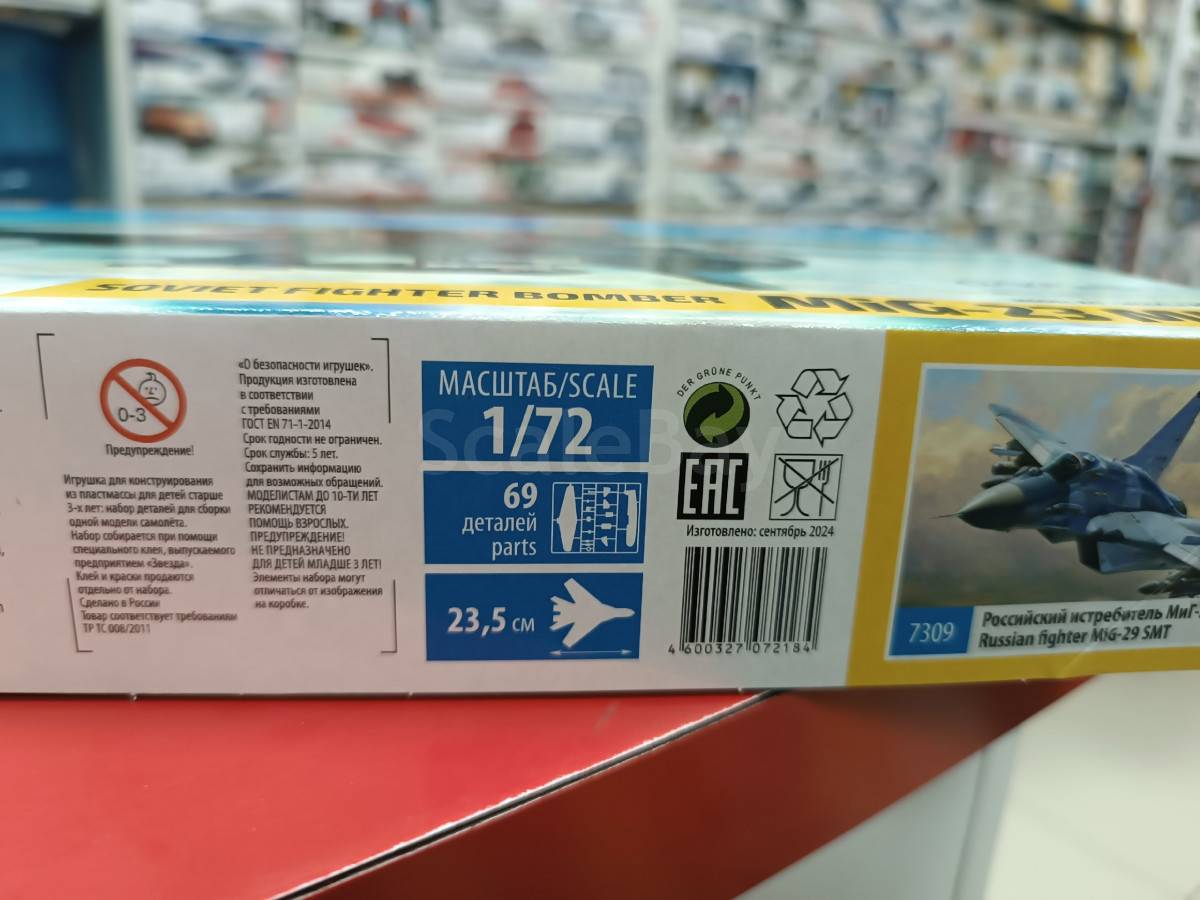 SOVIET FIGHTER BOMBER MiG-23
0-3
Предупреждение!
Игрушка для конструирования
из пластмассы для детей старше
3-х лет: набор деталей для сборки
одной модели самолёта.
Набор собирается при помощи
специального клея, выпускаемого
предприятием «Звезда».
Клей и краски продаются
отдельно от набора.
Сделано в России
Товар соответствует требованиям
ТР ТС 008/2011
«О безопасности игрушек».
Продукция изготовлена
в соответствии
с требованиями
ГОСТ EN 71-1-2014
Срок годности не ограничен.
Срок службы: 5 лет.
Сохранить информацию
для возможных обращений.
МОДЕЛИСТАМ ДО 10-ТИ ЛЕТ
РЕКОМЕНДУЕТСЯ
ПОМОЩЬ ВЗРОСЛЫХ.
ПРЕДУПРЕЖДЕНИЕ!
НЕ ПРЕДНАЗНАЧЕНО
ДЛЯ ДЕТЕЙ МЛАДШЕ 3 ЛЕТ!
Элементы набора могут
отличаться от изображения
на коробке.
МАСШТАБ/SCALE
1/72
69
деталей
parts
23,5 см
DER GRÜNE PUNKT
EAC
Изготовлено: сентябрь 2024
4 600327 072184
7309
Российский истребитель МиГ-
Russian fighter MiG-29 SMT
ScaleBoy